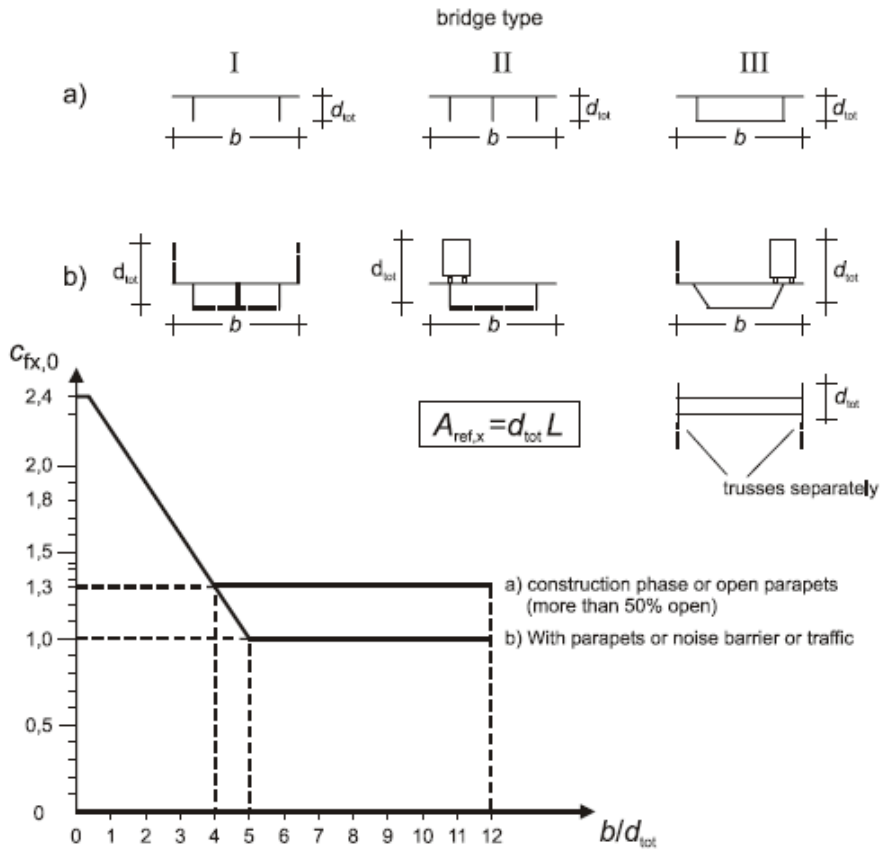 bridge type
I II III
a) d_tot d_tot d_tot
b b b
b) d_tot d_tot d_tot
b b b
c_fx,0
2,4
2,0
1,8
1,5
1,3
1,0
0,5
0
A_ref,x = d_tot L
d_tot
trusses separately
a) construction phase or open parapets
(more than 50% open)
b) With parapets or noise barrier or traffic
0 1 2 3 4 5 6 7 8 9 10 11 12 b/d_tot